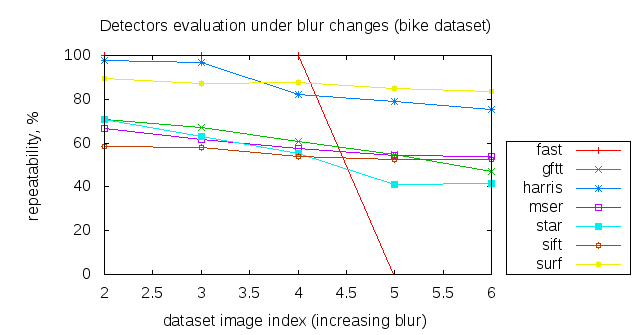 Detectors evaluation under blur changes (bike dataset)
100
80
60
40
20
0
repeatability, %
2 2.5 3 3.5 4 4.5 5 5.5 6
dataset image index (increasing blur)
fast
gftt
harris
mser
star
sift
surf